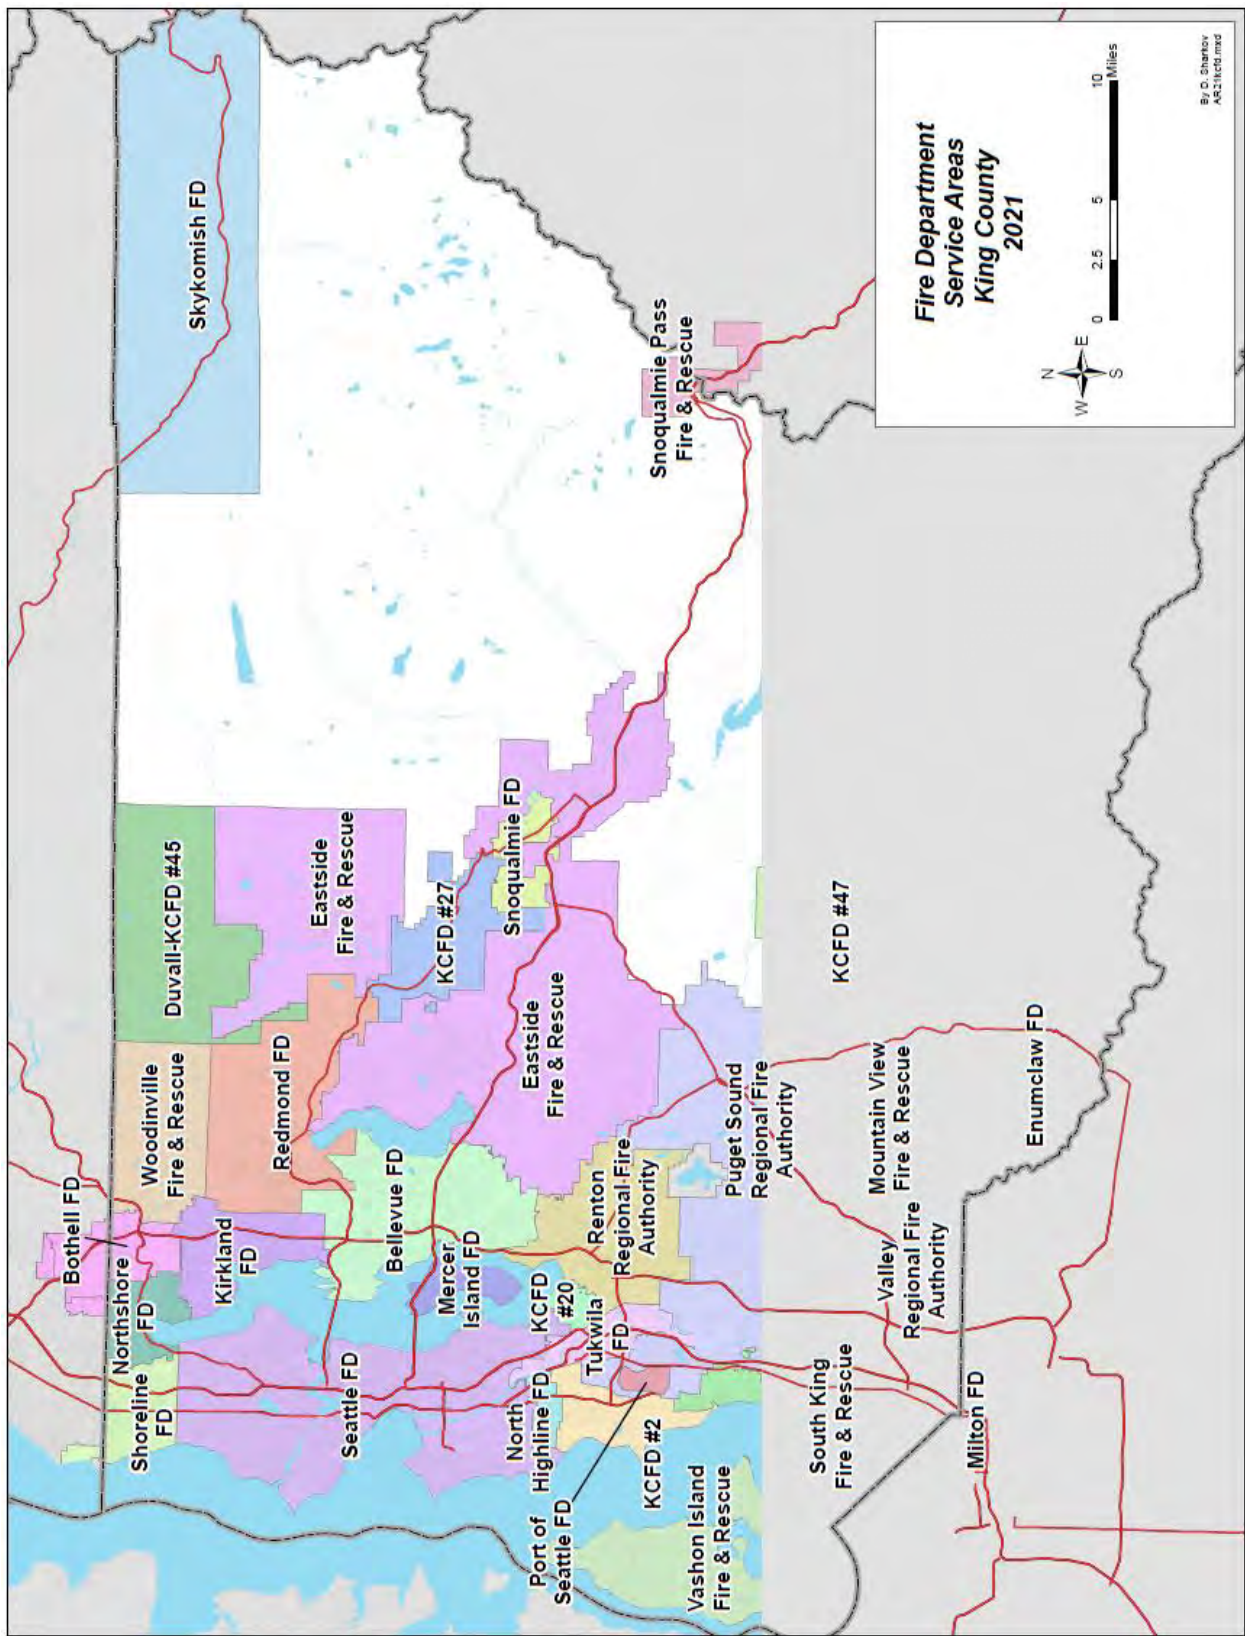 Skykomish FD
Duvall-KCFD #45
Eastside
Fire & Rescue
Woodinville
Fire & Rescue
Redmond FD
Bothell FD
Northshore
FD
Kirkland
FD
Shoreline
FD
Seattle FD
Bellevue FD
Mercer
Island FD
KCFD #27
Snoqualmie FD
Eastside
Fire & Rescue
Snoqualmie Pass
Fire & Rescue
KCFD
#20
Tukwila
FD
Renton
Regional Fire
Authority
North
Highline FD
Port of
Seattle FD
KCFD #2
Vashon Island
Fire & Rescue
Puget Sound
Regional Fire
Authority
KCFD #47
Mountain View
Fire & Rescue
Valley
Regional Fire
Authority
South King
Fire & Rescue
Enumclaw FD
Milton FD
Fire Department
Service Areas
King County
2021
N
W
E
S
0 2.5 5 10
Miles
By D. Sharkov
AR21kcfd.mxd